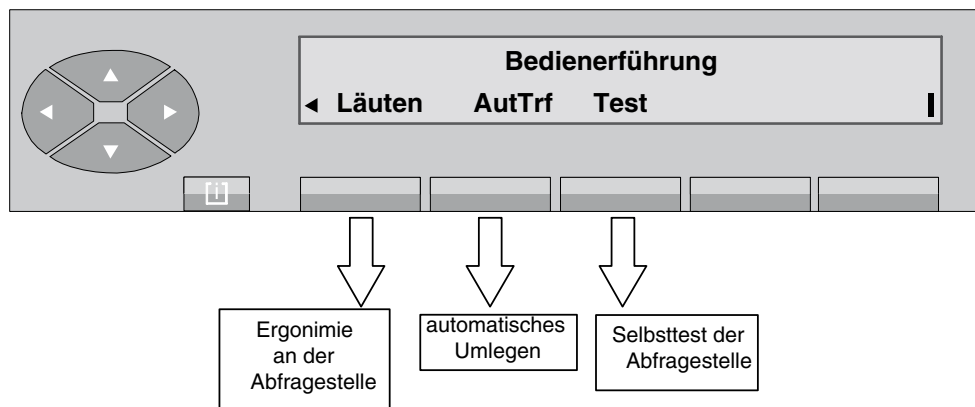 Bedienerführung
Läuten AutTrf Test
[i]
Ergonimie
an der
Abfragestelle
automatisches
Umlegen
Selbsttest der
Abfragestelle